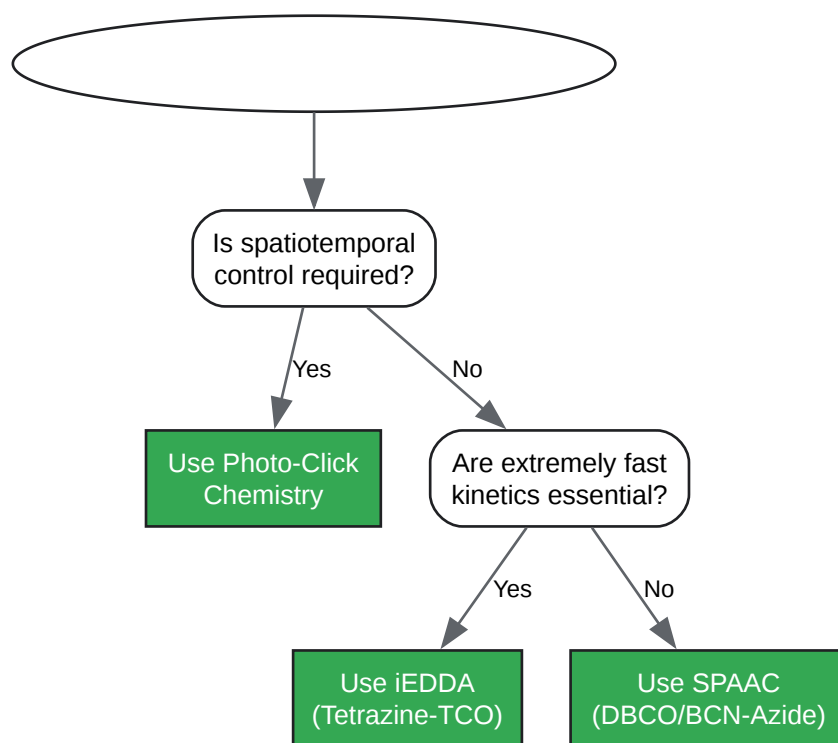 Is spatiotemporal
control required?
Yes
No
Use Photo-Click
Chemistry
Are extremely fast
kinetics essential?
Yes
No
Use iEDDA
(Tetrazine-TCO)
Use SPAAC
(DBCO/BCN-Azide)